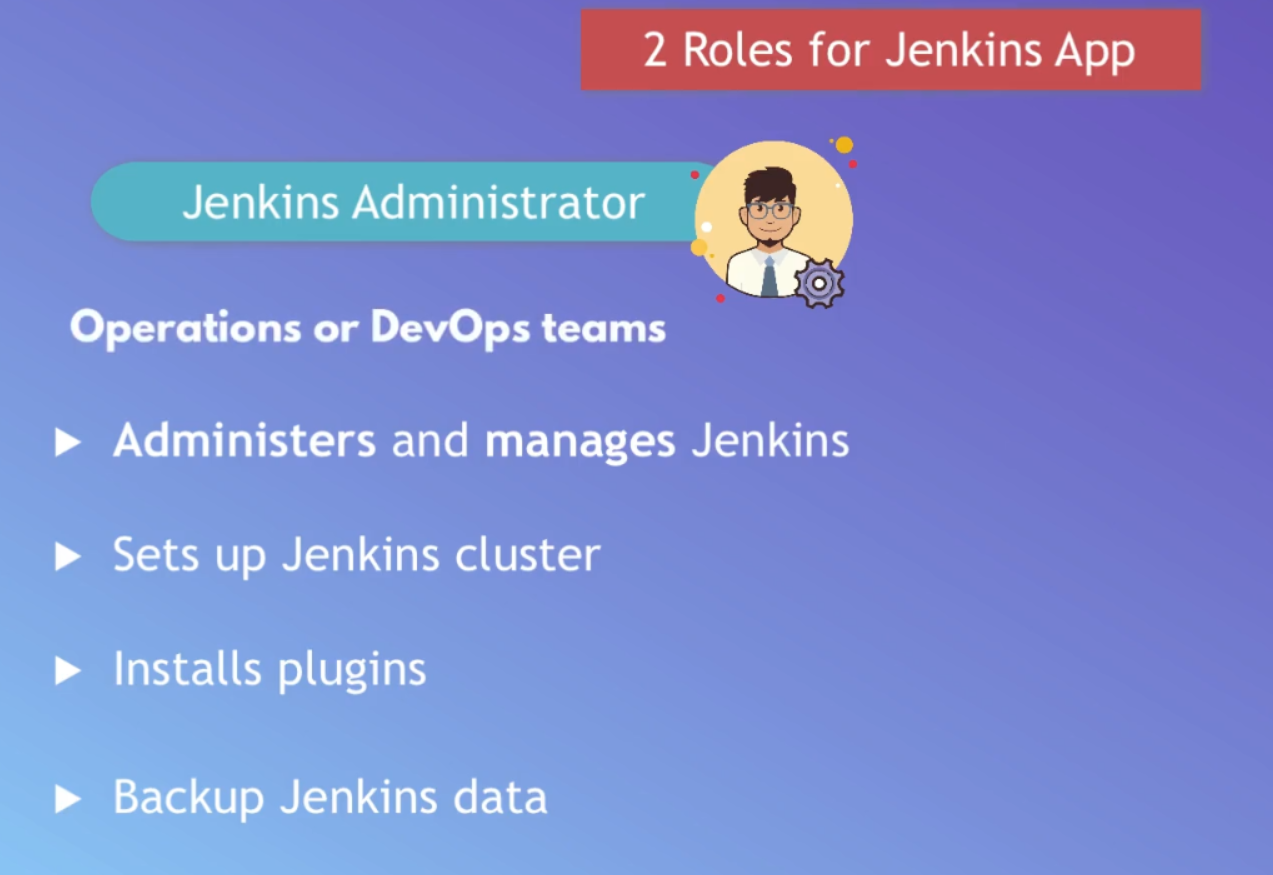 2 Roles for Jenkins App
Jenkins Administrator
Operations or DevOps teams
Administers and manages Jenkins
Sets up Jenkins cluster
Installs plugins
Backup Jenkins data